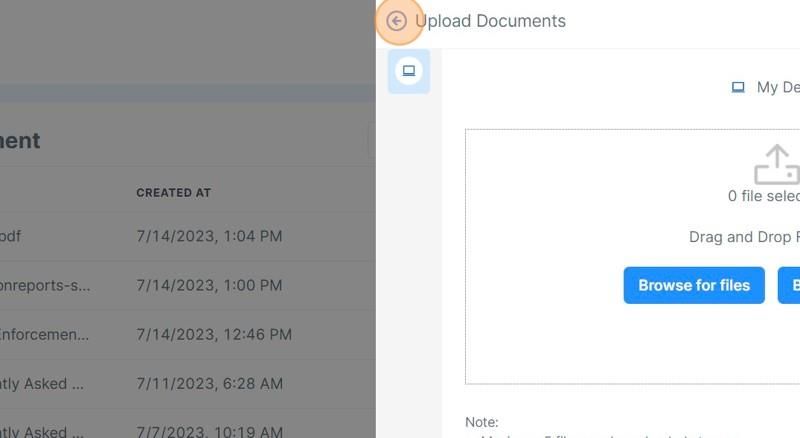 Upload Documents
My De
ment
CREATED AT
pdf 7/14/2023, 1:04 PM
onreports-s... 7/14/2023, 1:00 PM
Enforcemen... 7/14/2023, 12:46 PM
ntly Asked ... 7/11/2023, 6:28 AM
ntly Asked ... 7/7/2023, 10:19 AM
0 file selec
Drag and Drop F
Browse for files
B
Note: